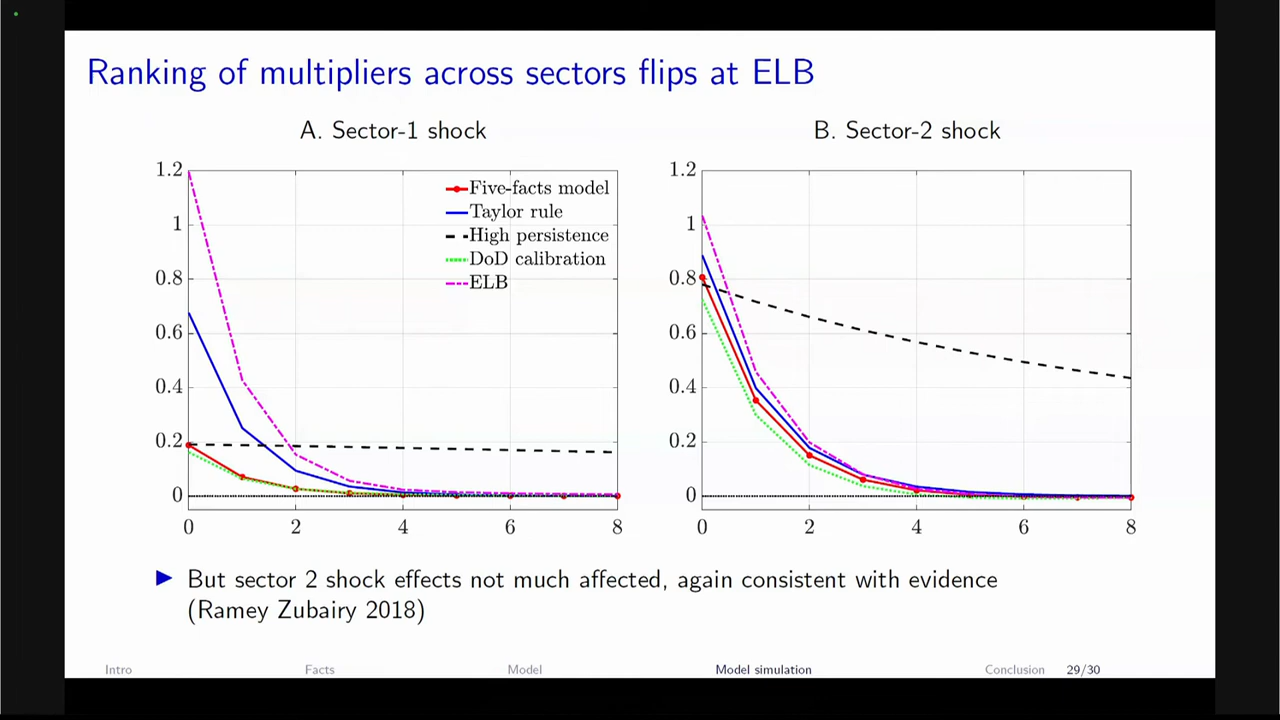 Ranking of multipliers across sectors flips at ELB
A. Sector-1 shock
1.2
1
0.8
0.6
0.4
0.2
0
0 2 4 6 8
Five-facts model
Taylor rule
High persistence
DoD calibration
ELB
B. Sector-2 shock
1.2
1
0.8
0.6
0.4
0.2
0
0 2 4 6 8
But sector 2 shock effects not much affected, again consistent with evidence
(Ramey Zubairy 2018)
Intro Facts Model Model simulation Conclusion 29/30